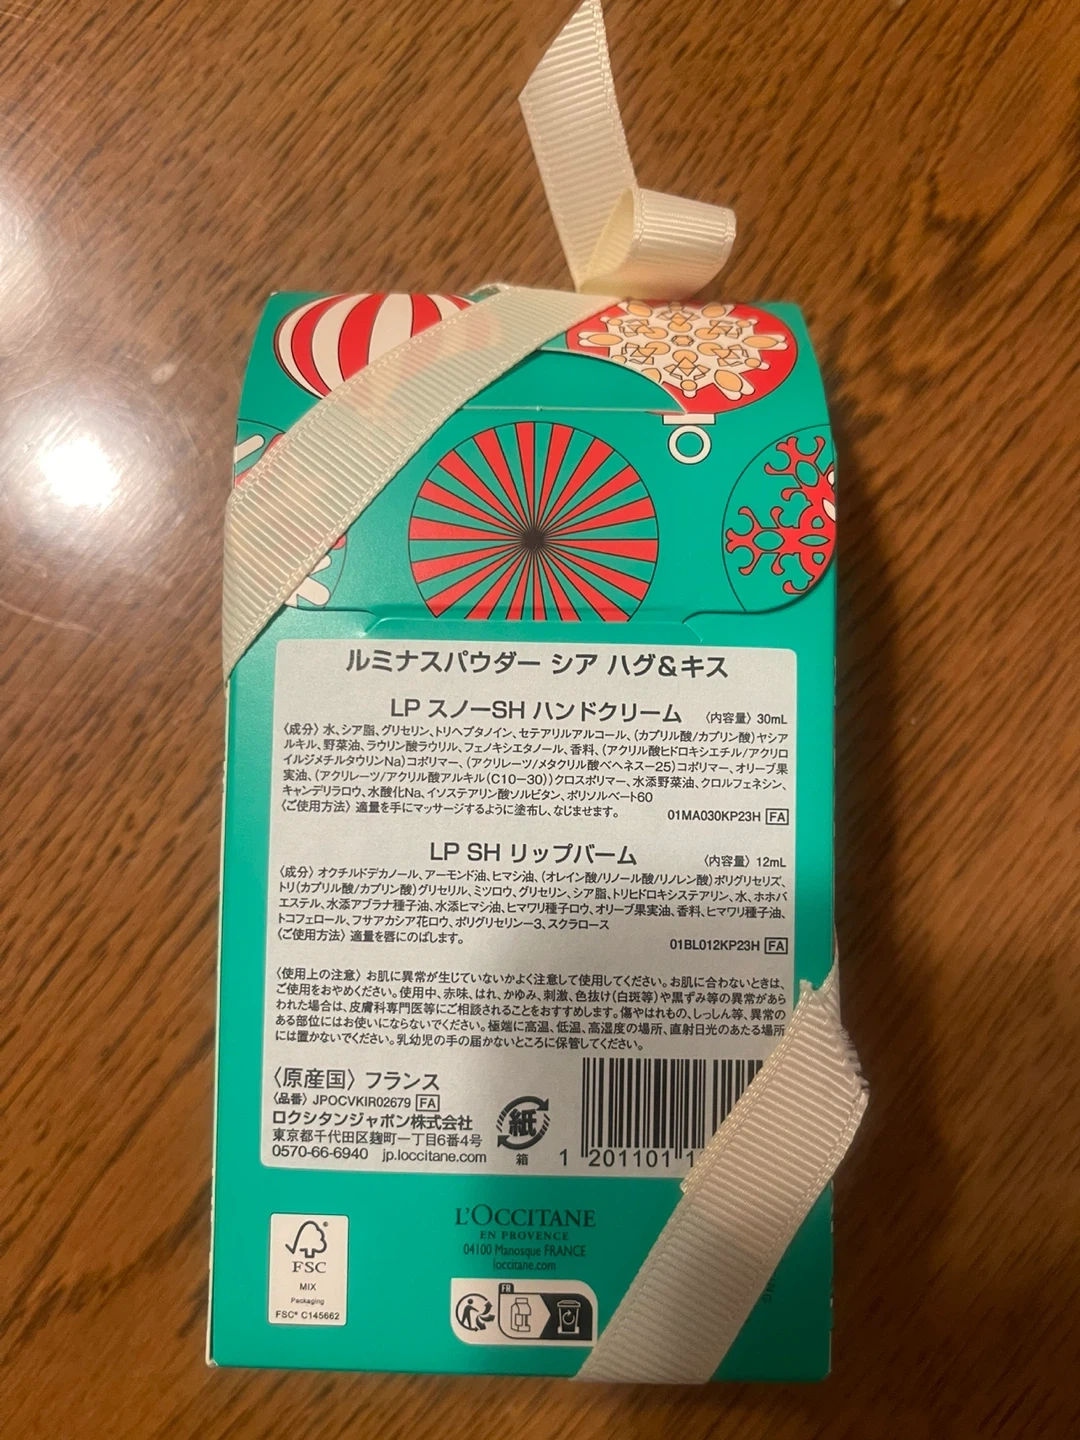 ルミナスパウダー シア ハグ&キス
LP スノーSH ハンドクリーム 〈内容量〉30mL
〈成分〉水、シア脂、グリセリン、トリヘプタノイン、セテアリルアルコール、(カプリル酸/カプリン酸)ヤシア
ルキル、野菜油、ラウリン酸ラウリル、フェノキシエタノール、香料、(アクリル酸ヒドロキシエチル/アクリロ
イルジメチルタウリンNa)コポリマー、(アクリレーツ/メタクリル酸ベヘネス-25)コポリマー、オリーブ果
実油、(アクリレーツ/アクリル酸アルキル(C10-30))クロスポリマー、水添野菜油、クロルフェネシン、
キャンデリラロウ、水酸化Na、イソステアリン酸ソルビタン、ポリソルベート60
〈ご使用方法〉適量を手にマッサージするように塗布し、なじませます。 01MA030KP23H FA
LP SH リップバーム 〈内容量〉12mL
〈成分〉オクチルドデカノール、アーモンド油、ヒマシ油、(オレイン酸/リノール酸/リノレン酸)ポリグリセリズ、
トリ(カプリル酸/カプリン酸)グリセリル、ミツロウ、グリセリン、シア脂、トリヒドロキシステアリン、水、ホホバ
エステル、水添アブラナ種子油、水添ヒマシ油、ヒマワリ種子ロウ、オリーブ果実油、香料、ヒマワリ種子油、
トコフェロール、フサアカシア花ロウ、ポリグリセリン-3、スクラロース
〈ご使用方法〉適量を唇にのばします。 01BL012KP23H FA
〈使用上の注意〉お肌に異常が生じていないかよく注意して使用してください。お肌に合わないときは、
ご使用をおやめください。使用中、赤味、はれ、かゆみ、刺激、色抜け(白斑等)や黒ずみ等の異常があら
われた場合は、皮膚科専門医等にご相談されることをおすすめします。傷やはれもの、しっしん等、異常の
ある部位にはお使いにならないでください。極端に高温、低温、高湿度の場所、直射日光のあたる場所
には置かないでください。乳幼児の手の届かないところに保管してください。
〈原産国〉フランス
〈品番〉JPOCVKIR02679 FA
ロクシタンジャポン株式会社
東京都千代田区麹町一丁目6番4号
0570-66-6940 jp.loccitane.com
紙
箱
1 201101 1
L'OCCITANE
EN PROVENCE
04100 Manosque FRANCE
loccitane.com
FSC
MIX
Packaging
FSC® C145662
FR